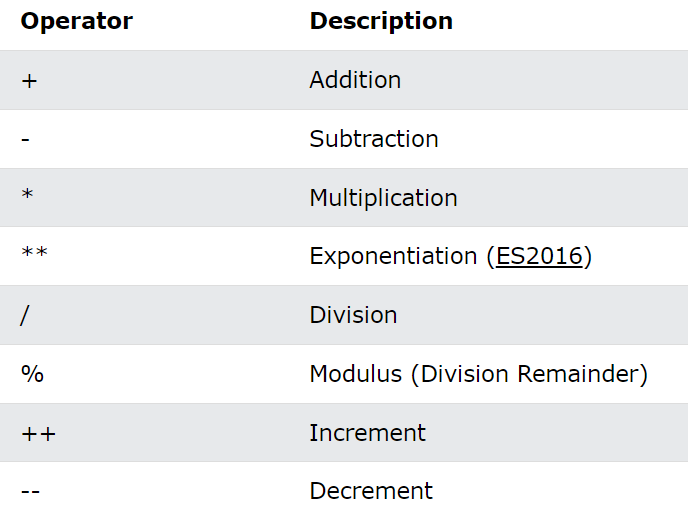 Operator Description
+ Addition
- Subtraction
* Multiplication
** Exponentiation (ES2016)
/ Division
% Modulus (Division Remainder)
++ Increment
-- Decrement